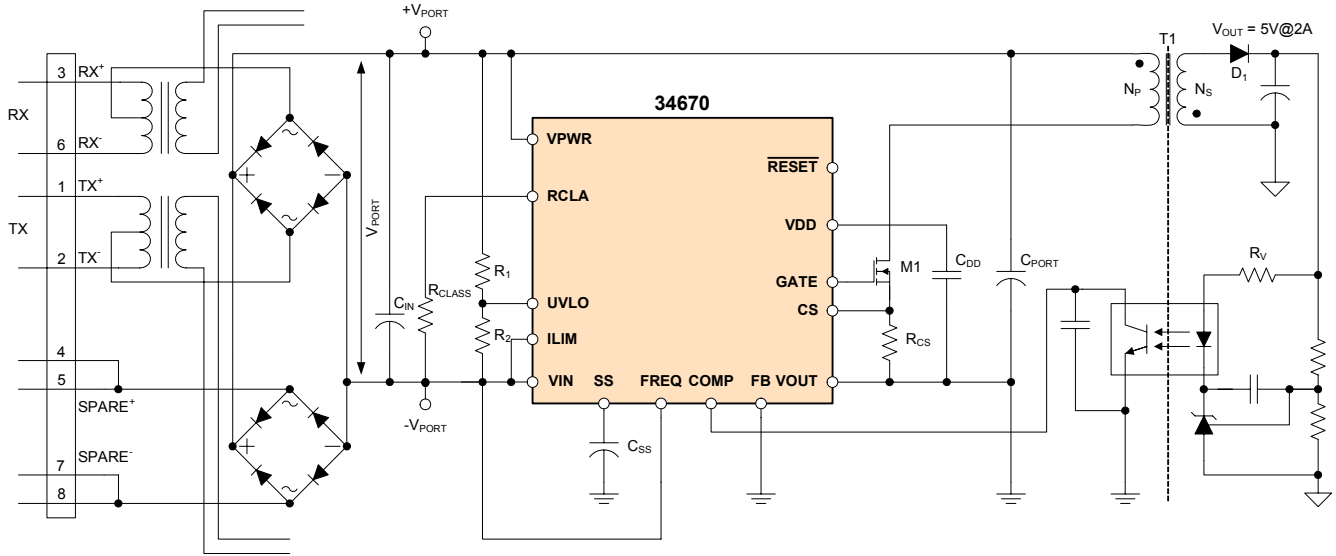 +VPORT
T1
VOUT = 5V@2A
3 RX+
RX
6 RX-
1 TX+
TX
2 TX-
+
~
~
VPORT
34670
VPWR
RCLA
UVLO
ILIM
VIN
SS
FREQ
COMP
FB
VOUT
RESET
VDD
GATE
CS
CIN
RCLASS
R1
R2
M1
CDD
CPORT
RCS
NP
NS
D1
RV
4
5
SPARE+
SPARE-
7
8
+
~
~
-VPORT
CSS